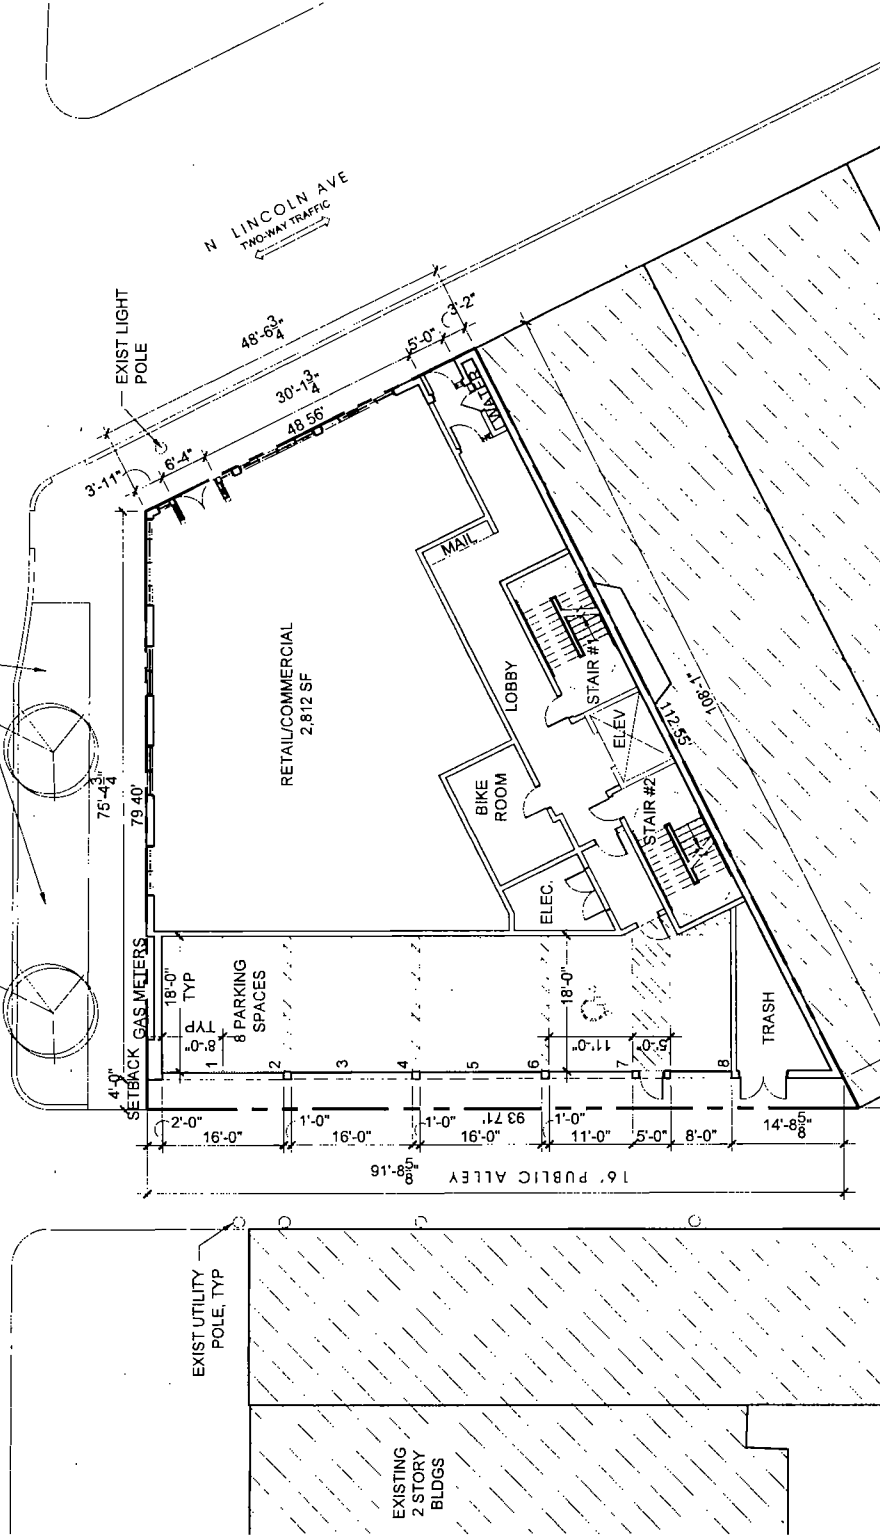 N LINCOLN AVE
TWO-WAY TRAFFIC
EXIST LIGHT
POLE
48'-6 3/4"
3'-2"
5'-0"
30'-1 3/4"
48 56'
6'-4"
3'-11"
WATER
MAIL
RETAIL/COMMERCIAL
2,812 SF
LOBBY
STAIR #1
ELEV
112.55'
108'-1"
75'-4 3/4"
79 40'
BIKE
ROOM
STAIR #2
ELEC.
GAS METERS
4'-0"
SETBACK
18'-0"
TYP
8'-0"
TYP
8 PARKING
SPACES
18'-0"
11'-0"
5'-0"
TRASH
1
2
3
4
5
6
7
8
2'-0"
16'-0"
1'-0"
16'-0"
1'-0"
16'-0"
1'-0"
11'-0"
5'-0"
8'-0"
14'-8 5/8"
93 71'
91'-8 5/8"
16' PUBLIC ALLEY
EXIST UTILITY
POLE, TYP
EXISTING
2 STORY
BLDGS